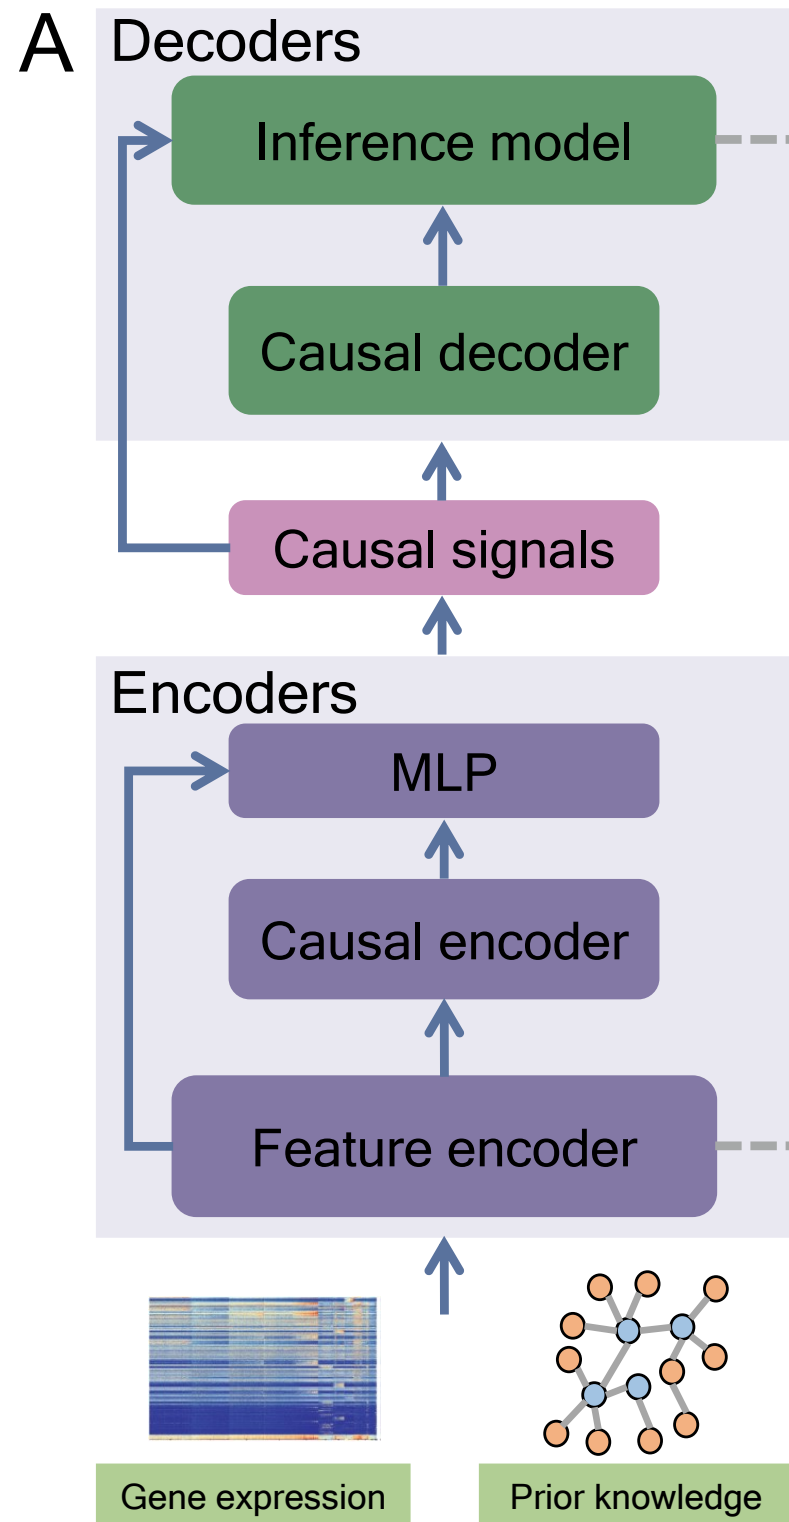 A
Decoders
Inference model
Causal decoder
Causal signals
Encoders
MLP
Causal encoder
Feature encoder
Gene expression
Prior knowledge